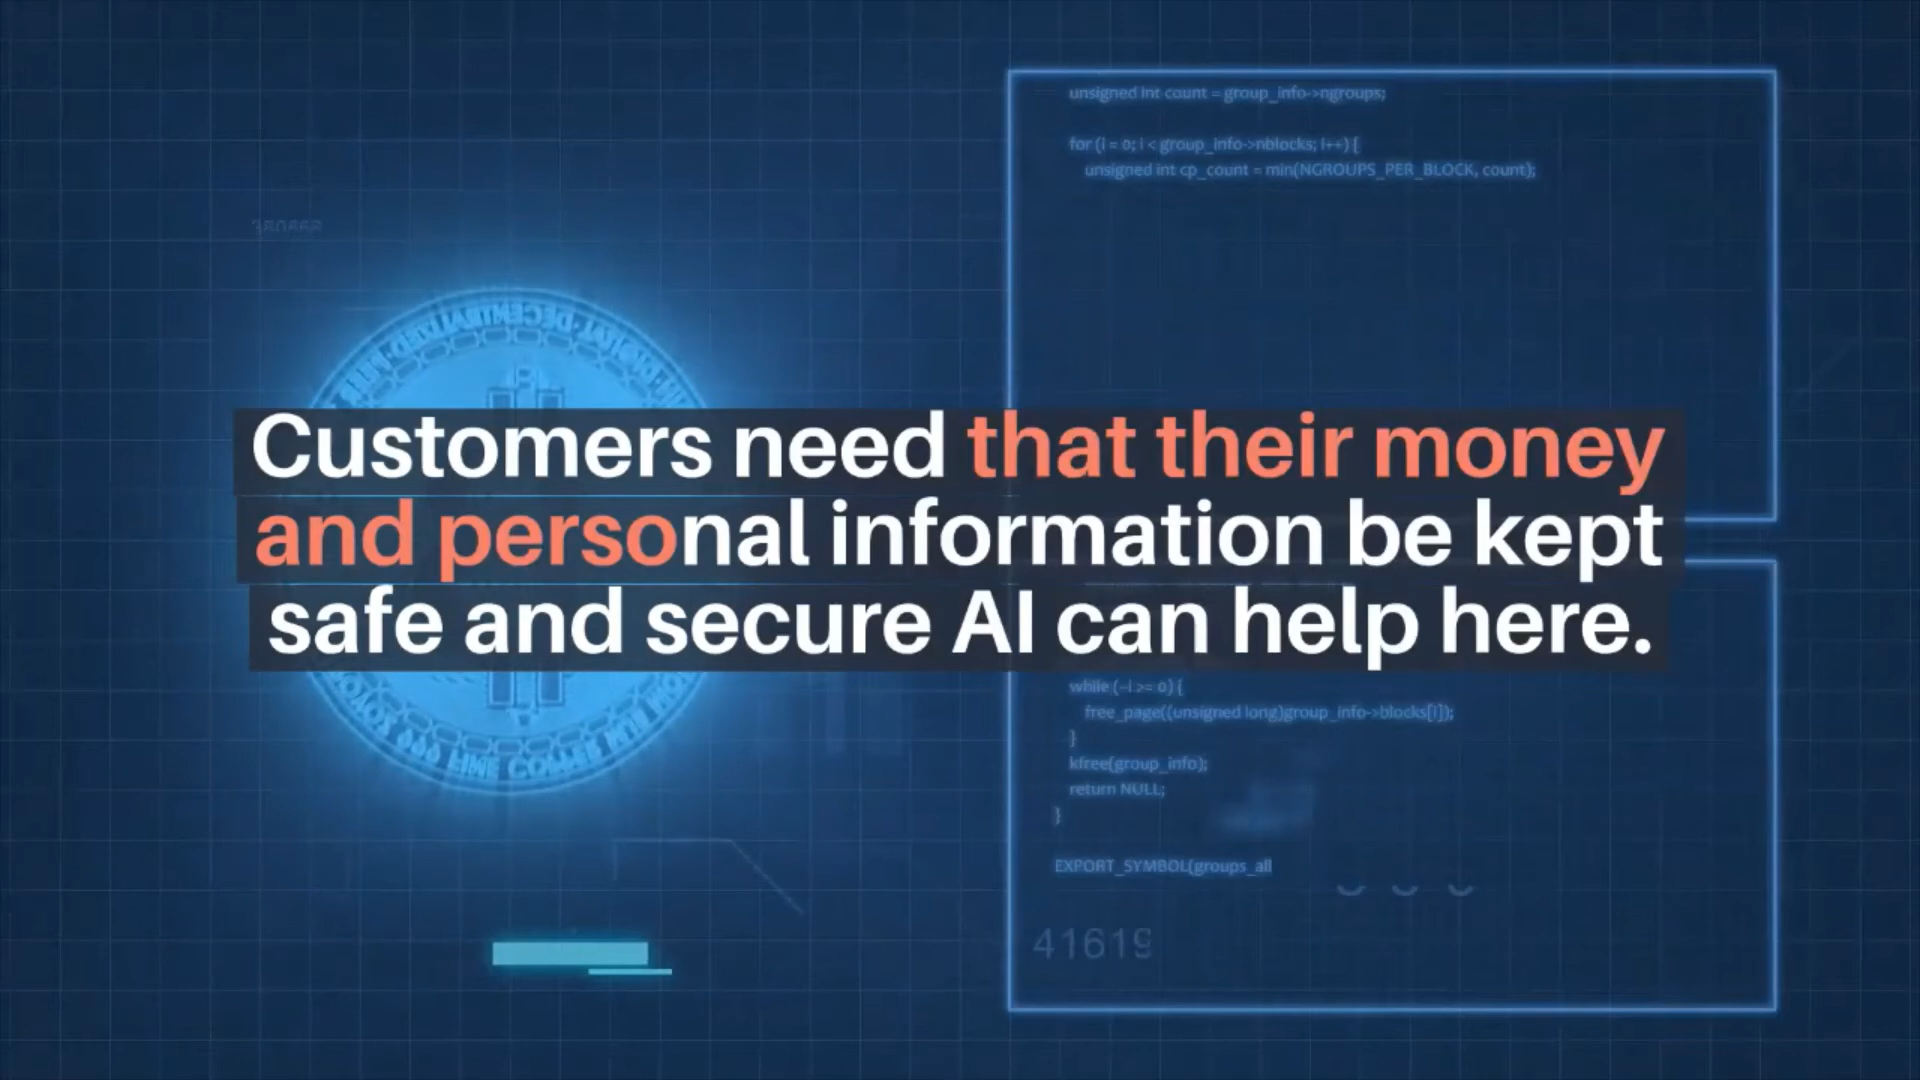 unsigned int count = group_info->ngroups;
for (i = 0; i < group_info->nblocks; i++) {
unsigned int cp_count = min(NGROUPS_PER_BLOCK, count);
Customers need that their money
and personal information be kept
safe and secure AI can help here.
while (--i >= 0) {
free_page((unsigned long)group_info->blocks[i]);
}
kfree(group_info);
return NULL;
}
EXPORT_SYMBOL(groups_all
41619